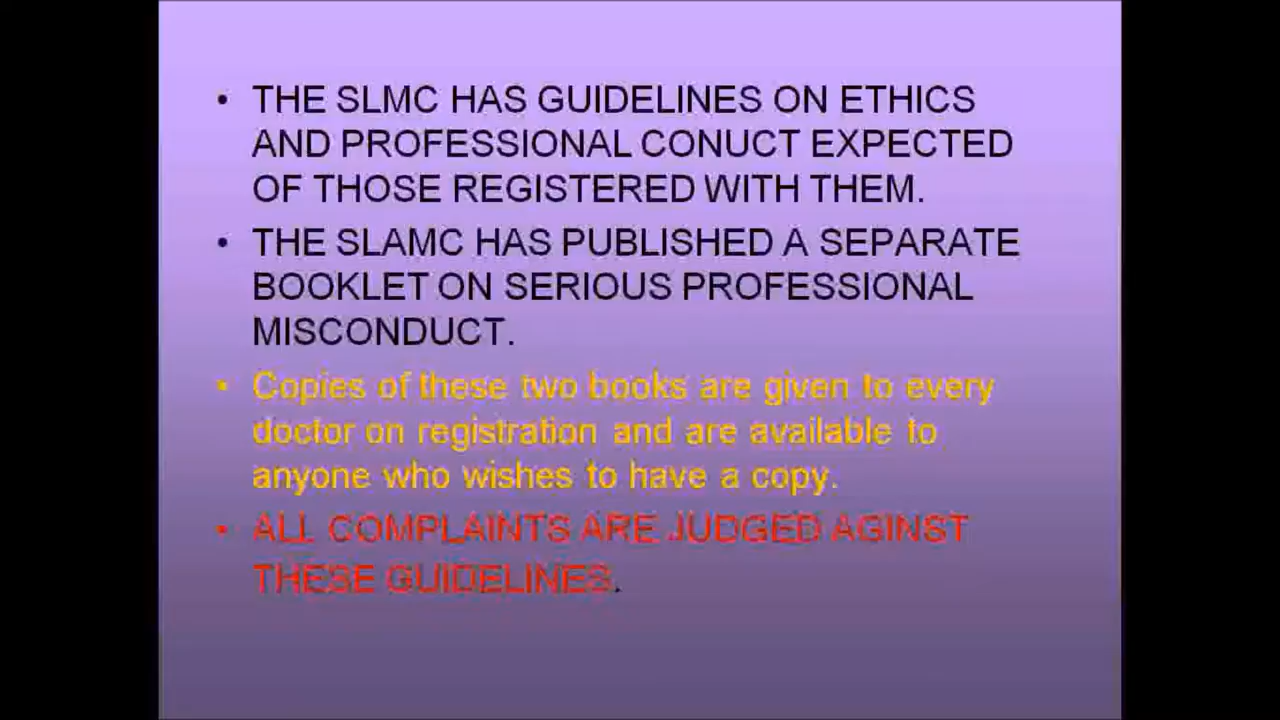 • THE SLMC HAS GUIDELINES ON ETHICS
AND PROFESSIONAL CONUCT EXPECTED
OF THOSE REGISTERED WITH THEM.
• THE SLAMC HAS PUBLISHED A SEPARATE
BOOKLET ON SERIOUS PROFESSIONAL
MISCONDUCT.
• Copies of these two books are given to every
doctor on registration and are available to
anyone who wishes to have a copy.
• ALL COMPLAINTS ARE JUDGED AGINST
THESE GUIDELINES.